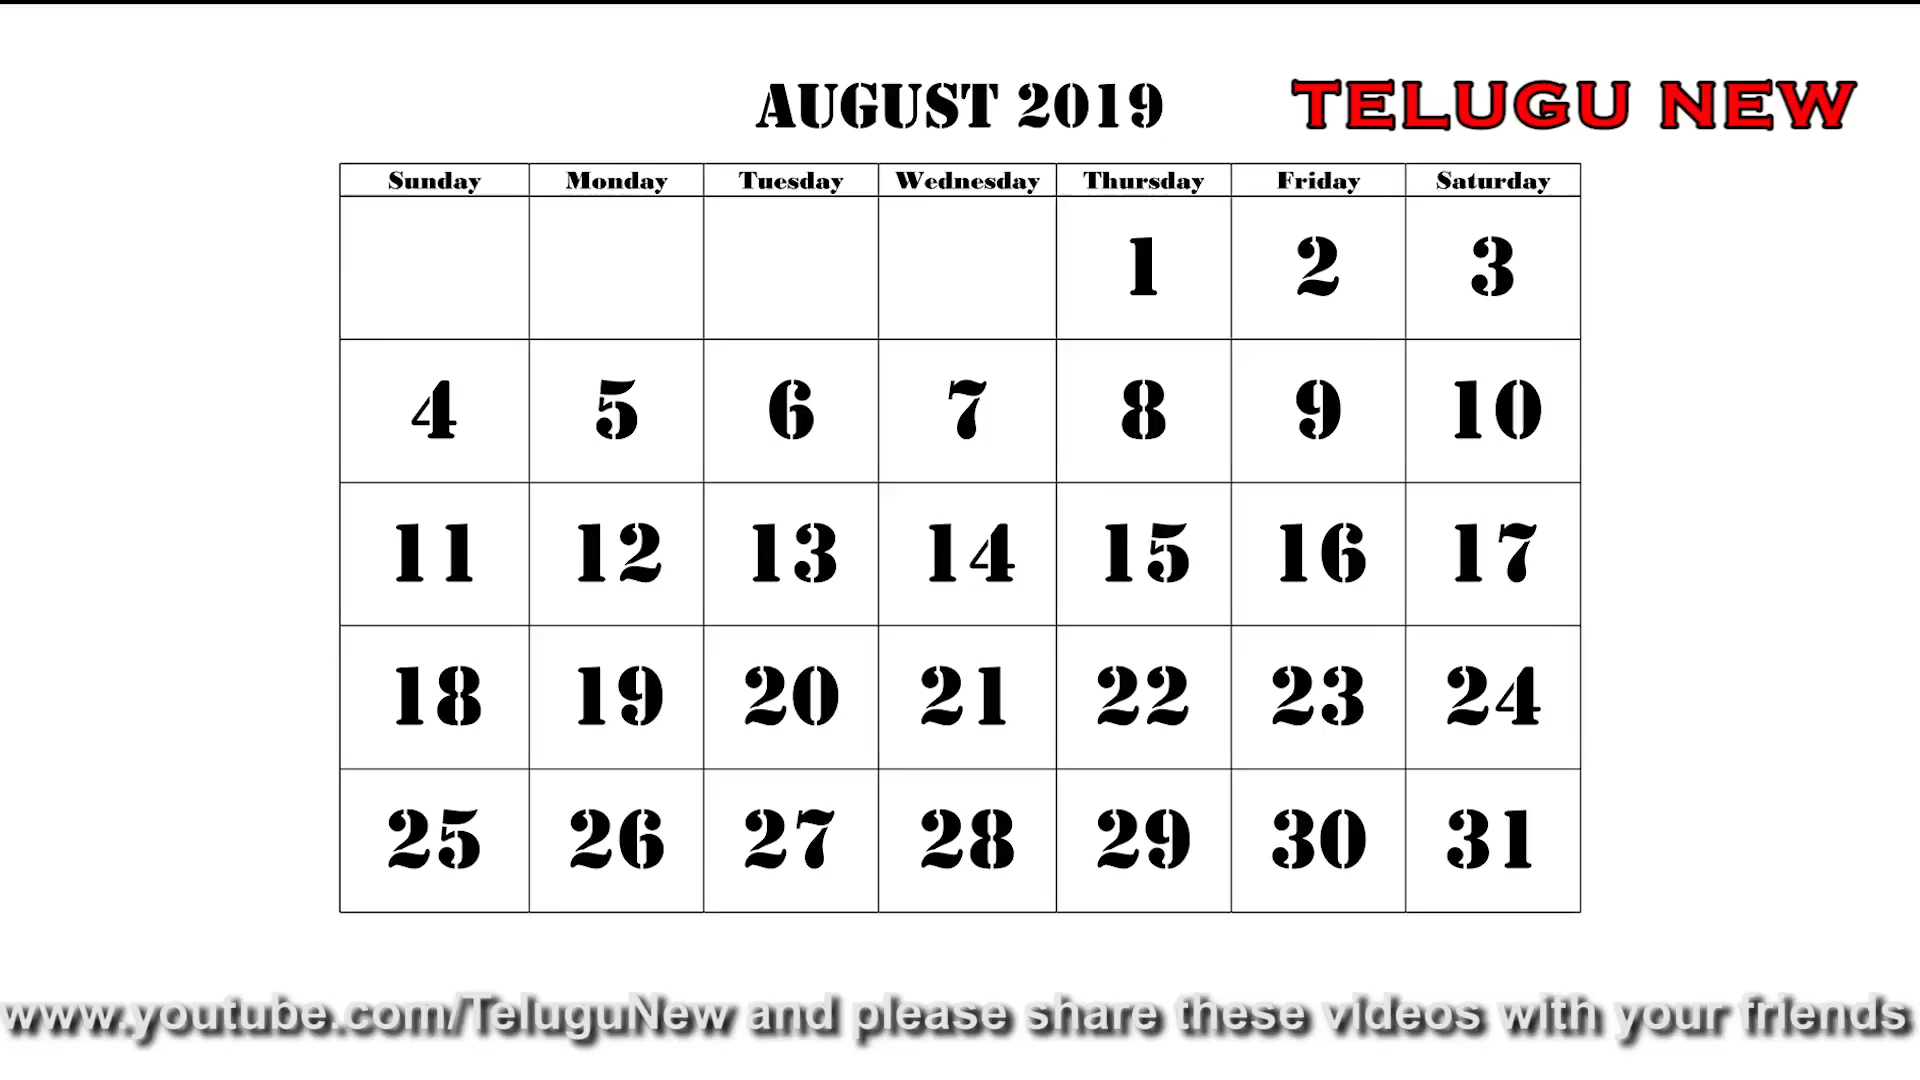 AUGUST 2019
TELUGU NEW
Sunday Monday Tuesday Wednesday Thursday Friday Saturday
1 2 3
4 5 6 7 8 9 10
11 12 13 14 15 16 17
18 19 20 21 22 23 24
25 26 27 28 29 30 31
www.youtube.com/TeluguNew and please share these videos with your friends